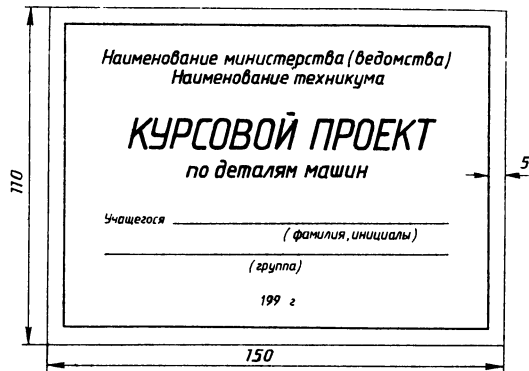 Наименование министерства (ведомства)
Наименование техникума
КУРСОВОЙ ПРОЕКТ
по деталям машин
Учащегося
(фамилия, инициалы)
(группа)
199 г
110
5
150